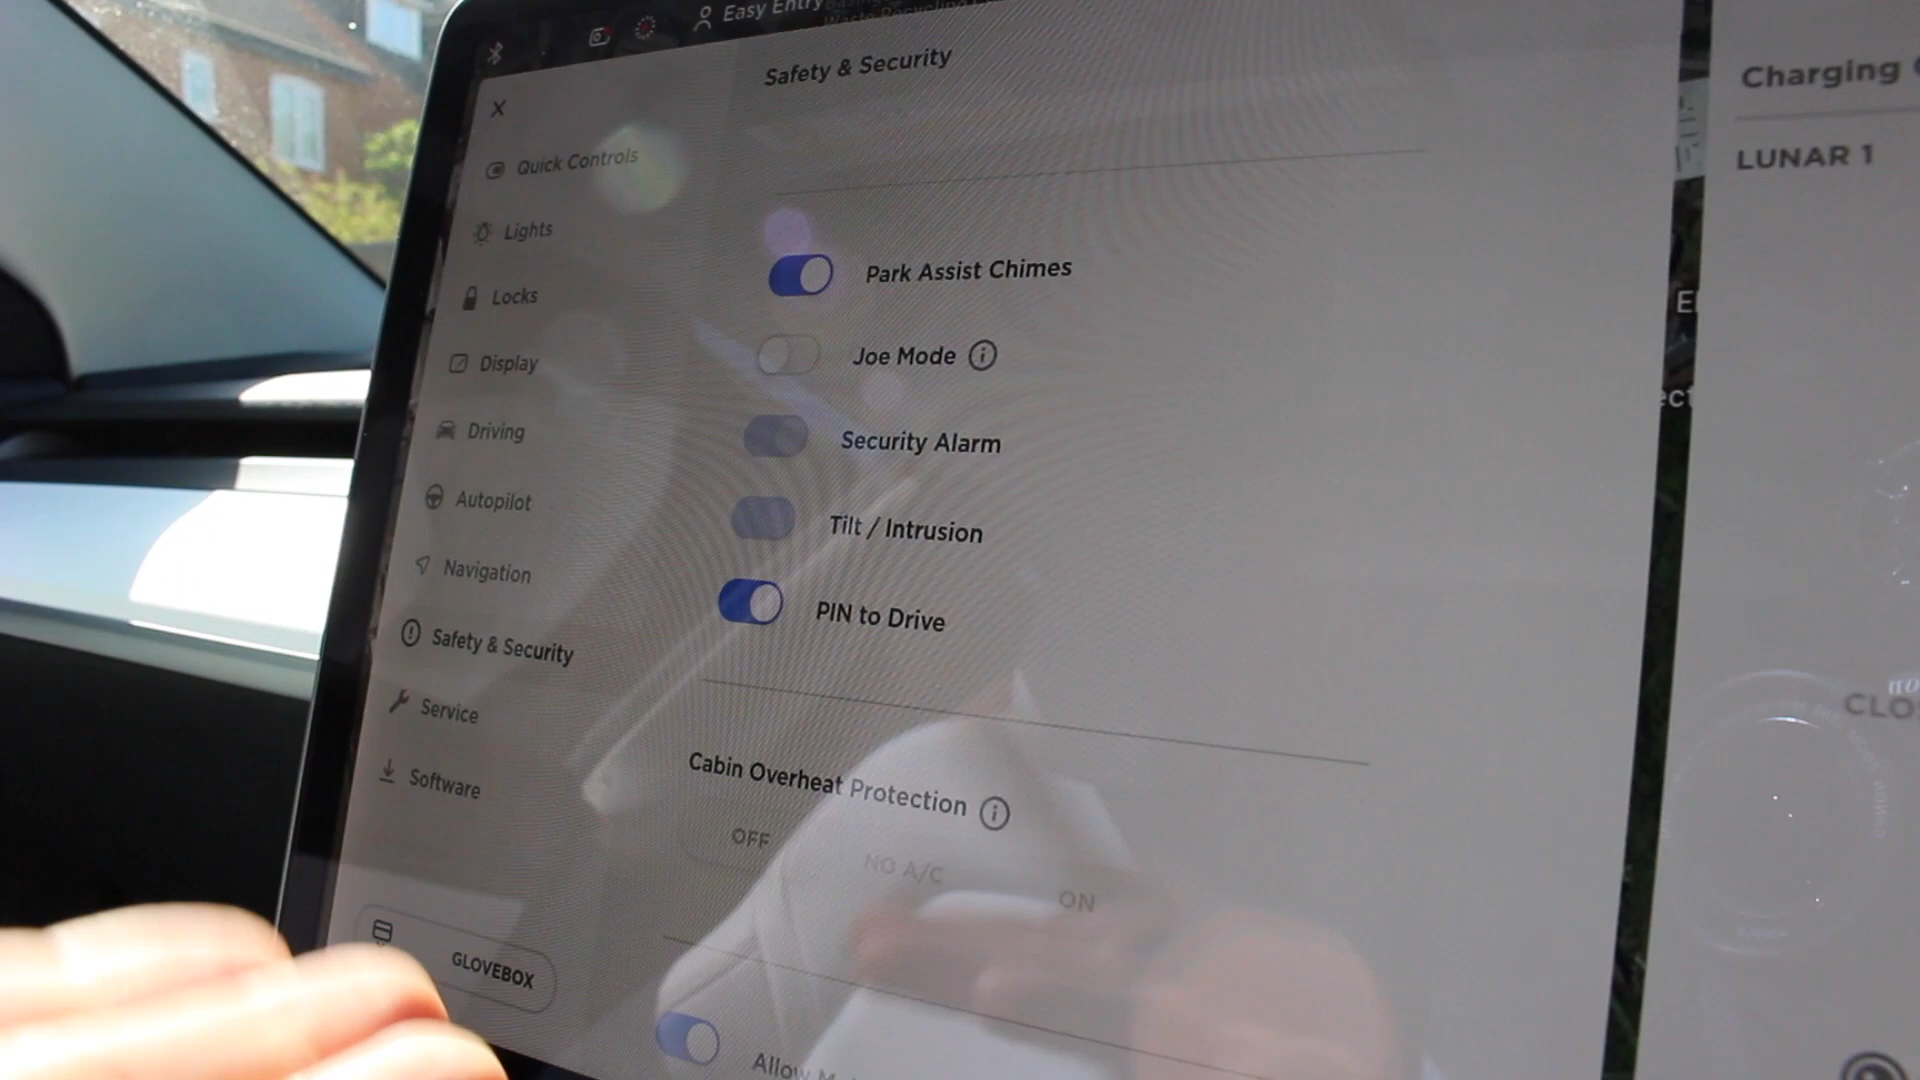 Easy Entry
Safety & Security
Quick Controls
Lights
Locks
Display
Driving
Autopilot
Navigation
Safety & Security
Service
Software
GLOVEBOX
Park Assist Chimes
Joe Mode
Security Alarm
Tilt / Intrusion
PIN to Drive
Cabin Overheat Protection
OFF
NO A/C
ON
Allow
Charging
LUNAR 1